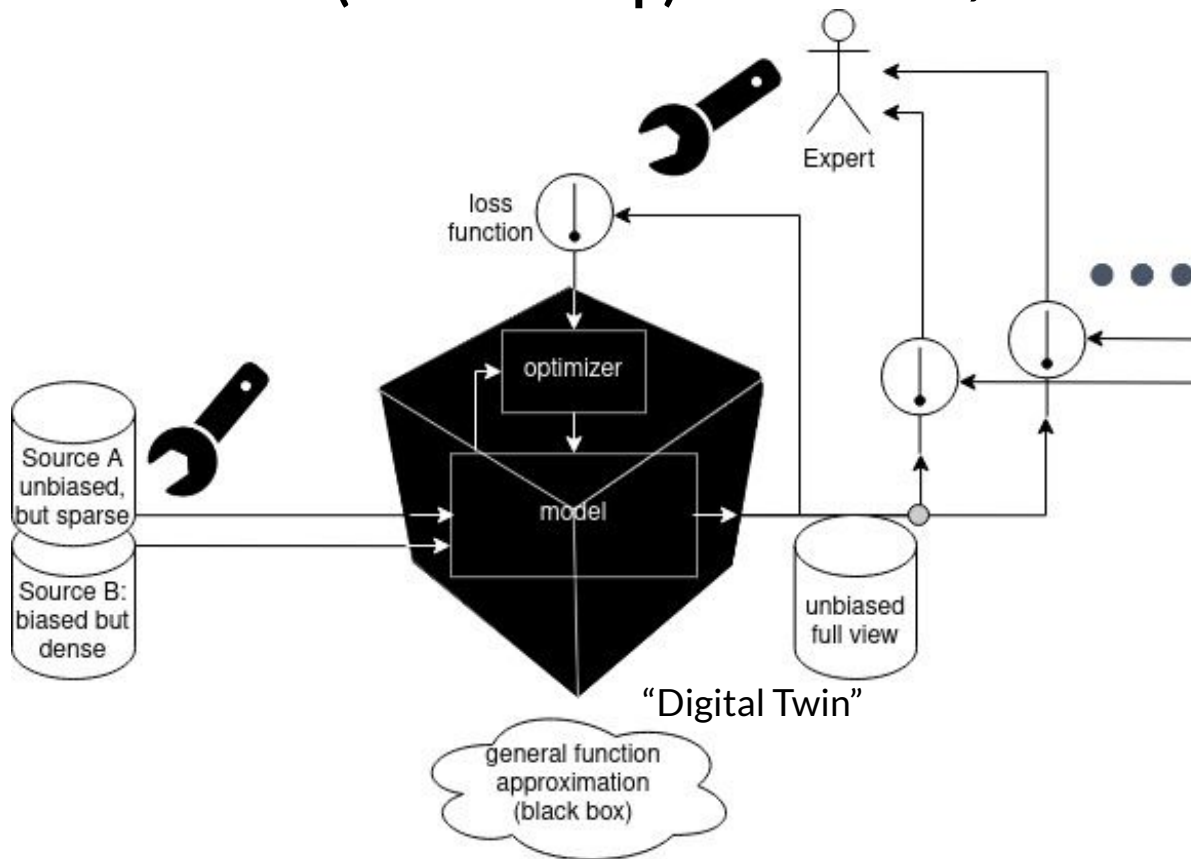 Expert
loss
function
optimizer
Source A
unbiased,
but sparse
model
Source B:
biased but
dense
unbiased
full view
“Digital Twin”
general function
approximation
(black box)